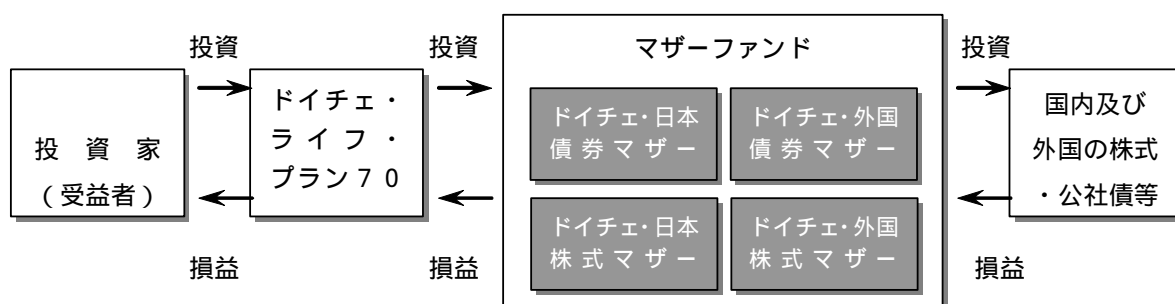 投資
投資
マザーファンド
投資
投資家
（受益者）
ドイチェ・
ライフ・
プラン７０
ドイチェ・日本
債券マザー
ドイチェ・外国
債券マザー
ドイチェ・日本
株式マザー
ドイチェ・外国
株式マザー
国内及び
外国の株式
・公社債等
損益
損益
損益